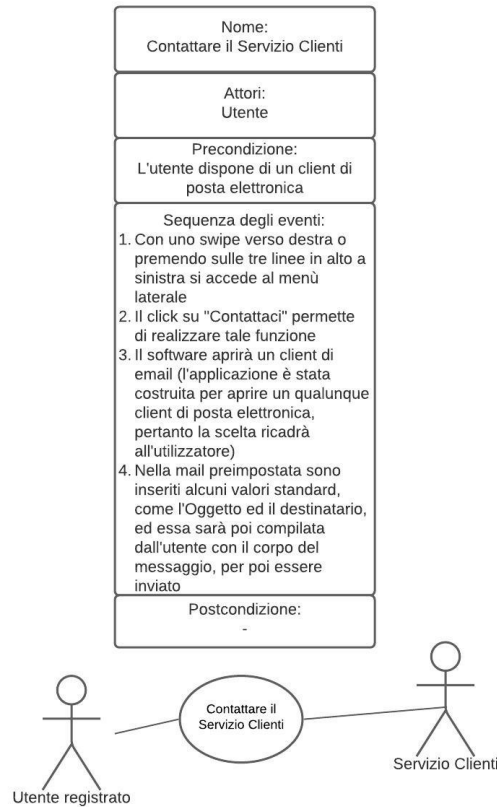 Nome:
Contattare il Servizio Clienti
Attori:
Utente
Precondizione:
L'utente dispone di un client di
posta elettronica
Sequenza degli eventi:
1. Con uno swipe verso destra o
premendo sulle tre linee in alto a
sinistra si accede al menù
laterale
2. Il click su "Contattaci" permette
di realizzare tale funzione
3. Il software aprirà un client di
email (l'applicazione è stata
costruita per aprire un qualunque
client di posta elettronica,
pertanto la scelta ricadrà
all'utilizzatore)
4. Nella mail preimpostata sono
inseriti alcuni valori standard,
come l'Oggetto ed il destinatario,
ed essa sarà poi compilata
dall'utente con il corpo del
messaggio, per poi essere
inviato
Postcondizione:
-
Contattare il
Servizio Clienti
Servizio Clienti
Utente registrato